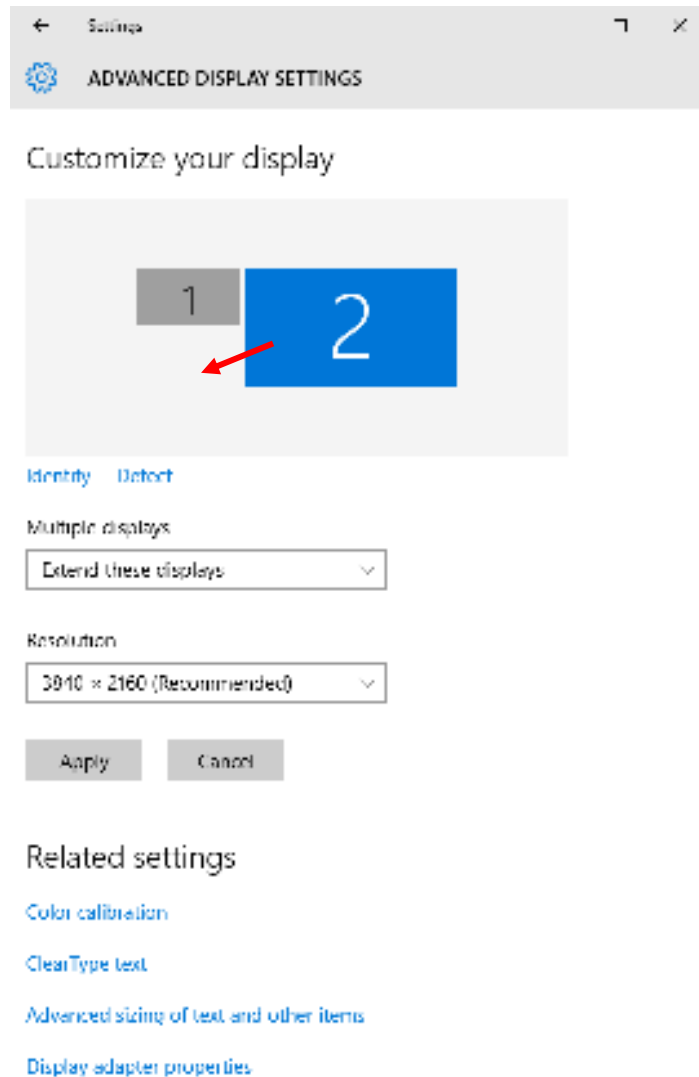 Settings
ADVANCED DISPLAY SETTINGS
Customize your display
1
2
Identify Detect
Multiple displays
Extend these displays
Resolution
3840 × 2160 (Recommended)
Apply Cancel
Related settings
Color calibration
ClearType text
Advanced sizing of text and other items
Display adapter properties